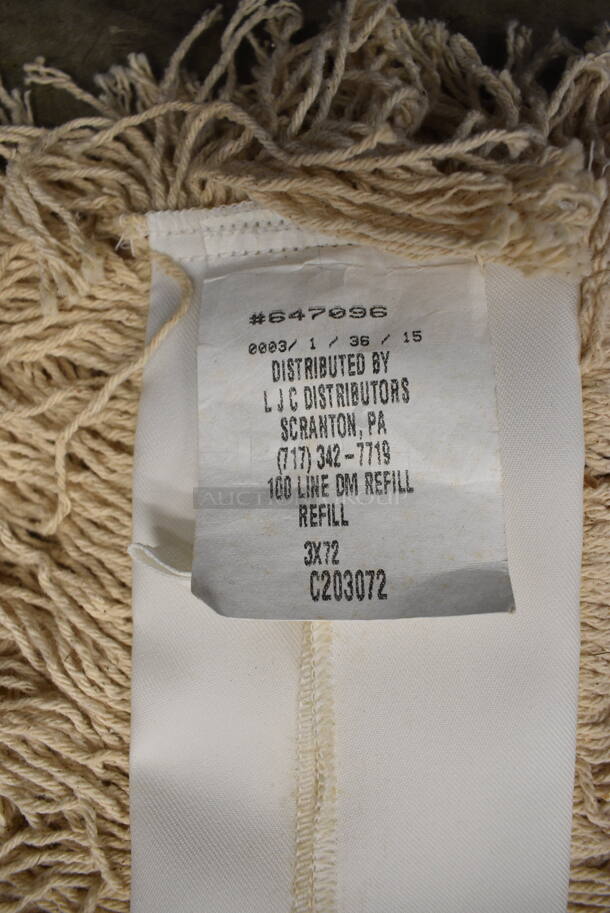 #647096
0003/ 1 / 36 / 15
DISTRIBUTED BY
L J C DISTRIBUTORS
SCRANTON, PA
(717) 342-7719
100 LINE DM REFILL
REFILL
3X72
C203072